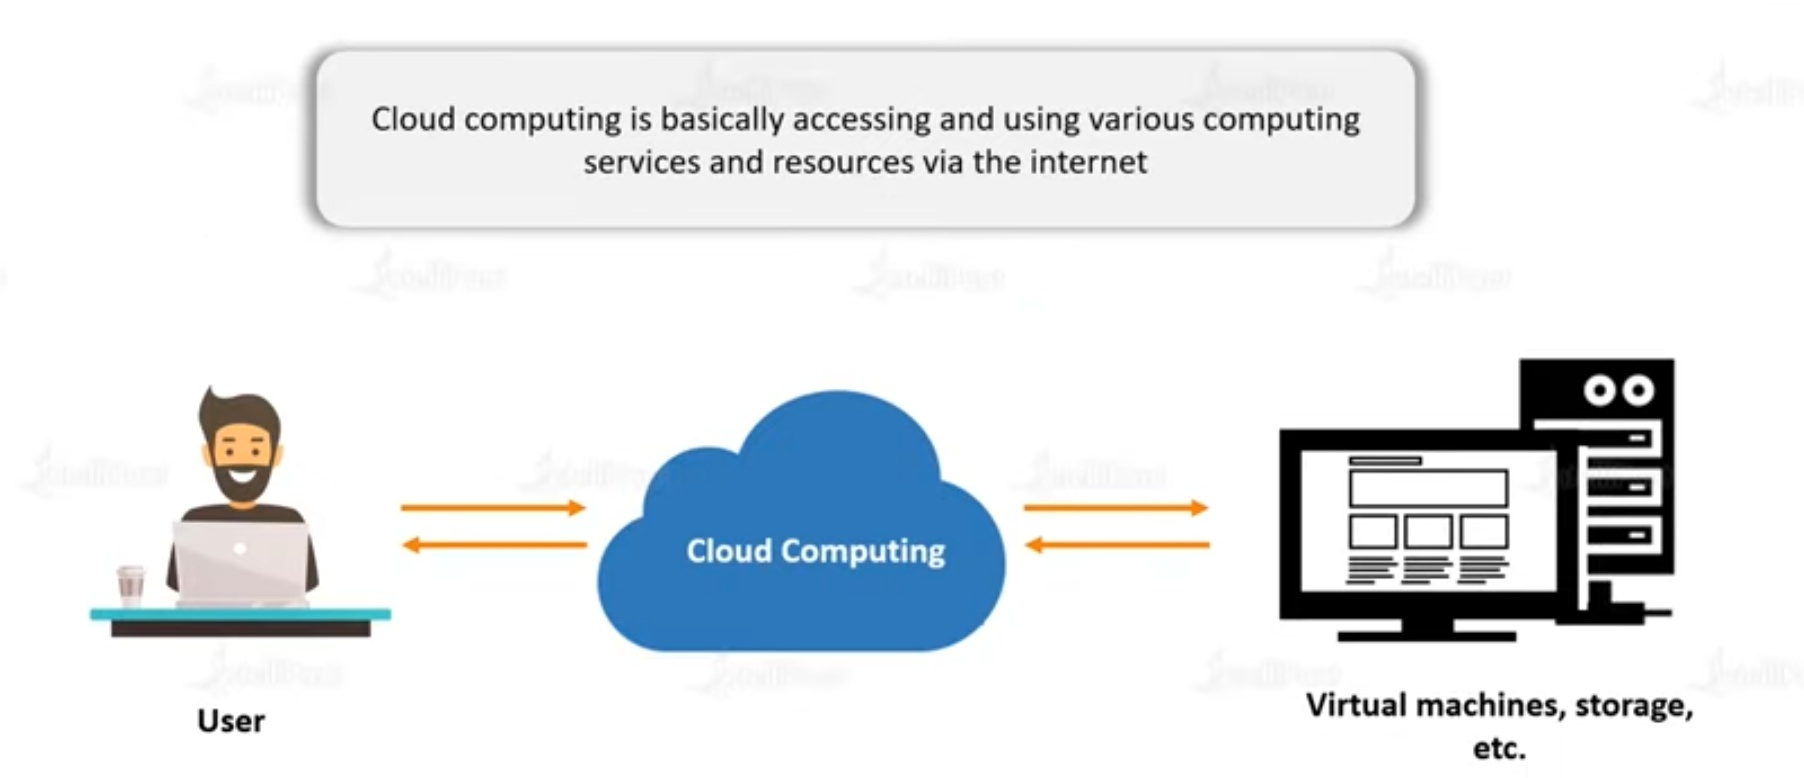 Cloud computing is basically accessing and using various computing
services and resources via the internet
Cloud Computing
User
Virtual machines, storage,
etc.